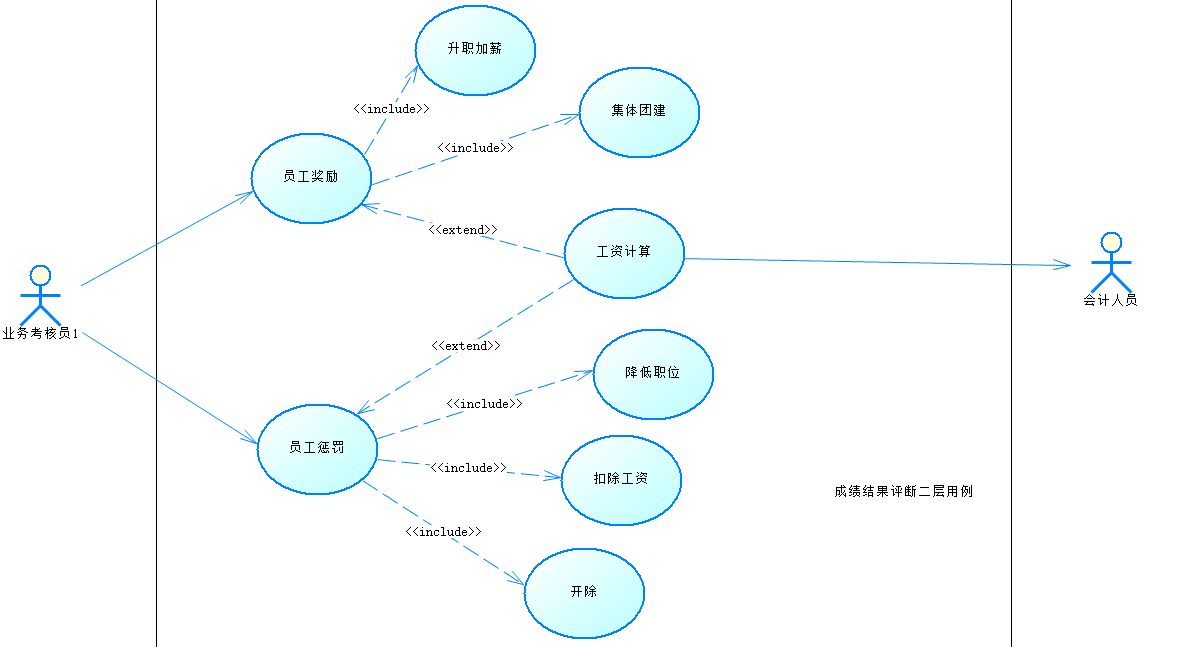 升职加薪
<<include>>
集体团建
<<include>>
员工奖励
<<extend>>
工资计算
会计人员
业务考核员1
<<extend>>
降低职位
<<include>>
员工惩罚
<<include>>
扣除工资
成绩结果评断二层用例
<<include>>
开除